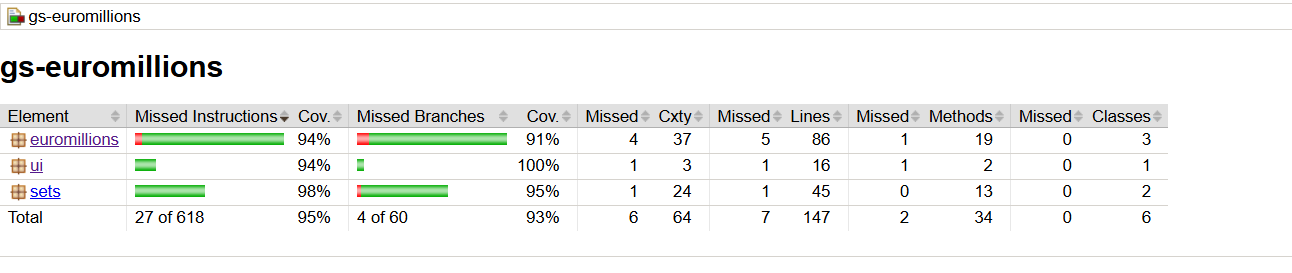 gs-euromillions
gs-euromillions
Element Missed Instructions Cov. Missed Branches Cov. Missed Cxty Missed Lines Missed Methods Missed Classes
euromillions 94% 91% 4 37 5 86 1 19 0 3
ui 94% 100% 1 3 1 16 1 2 0 1
sets 98% 95% 1 24 1 45 0 13 0 2
Total 27 of 618 95% 4 of 60 93% 6 64 7 147 2 34 0 6